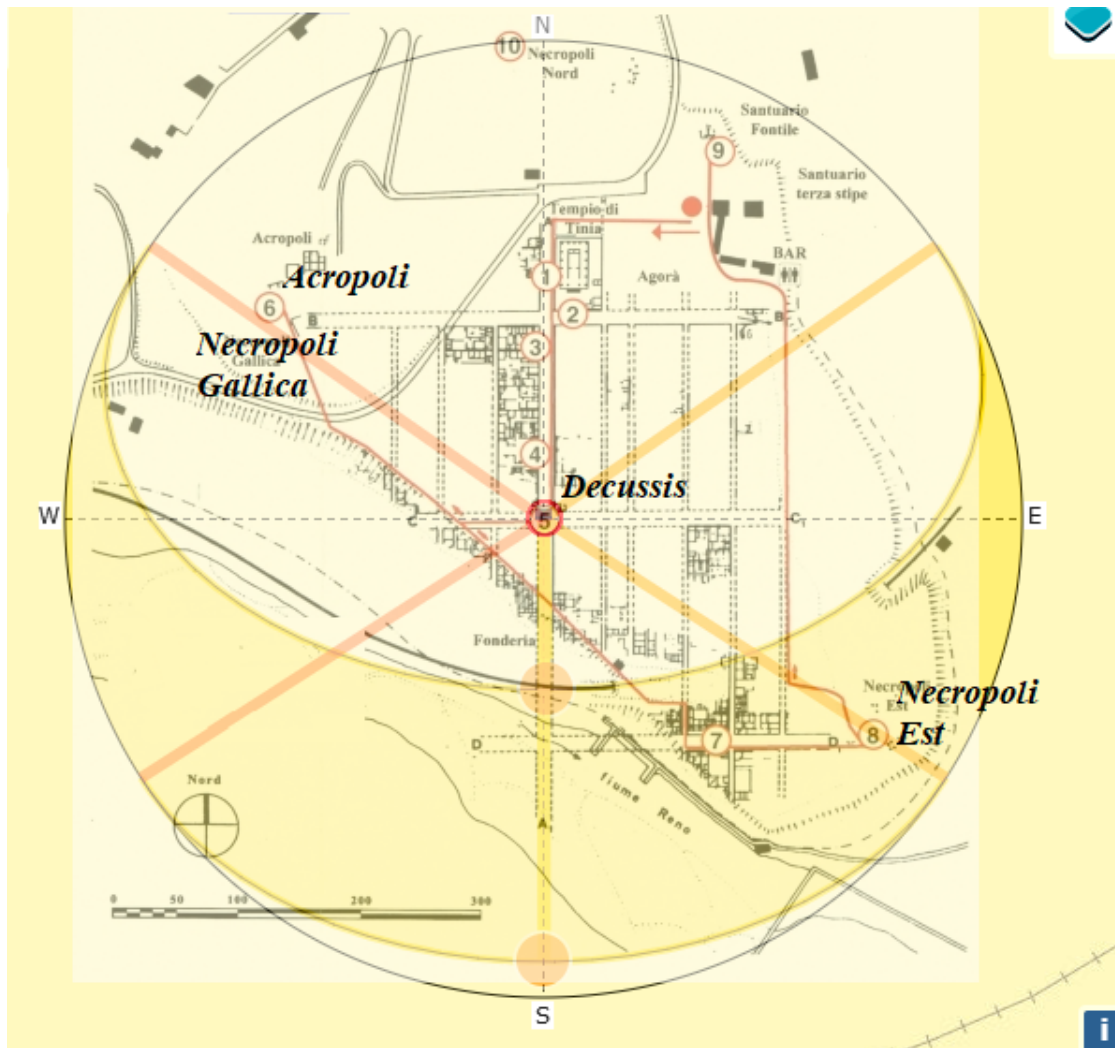 N
10
Necropoli
Nord
Santuario
Fontile
9
Santuario
terza stipe
Tempio di
Tinia
A
Acropoli
Acropoli
BAR
1
Agorà
6
B
2
B
Necropoli
Gallica
Gallica
3
4
Decussis
W
C
5
C
E
Fonderia
Necropoli
Est
Est
D
7
D
8
Nord
fiume Reno
A
0 50 100 200 300
S
i